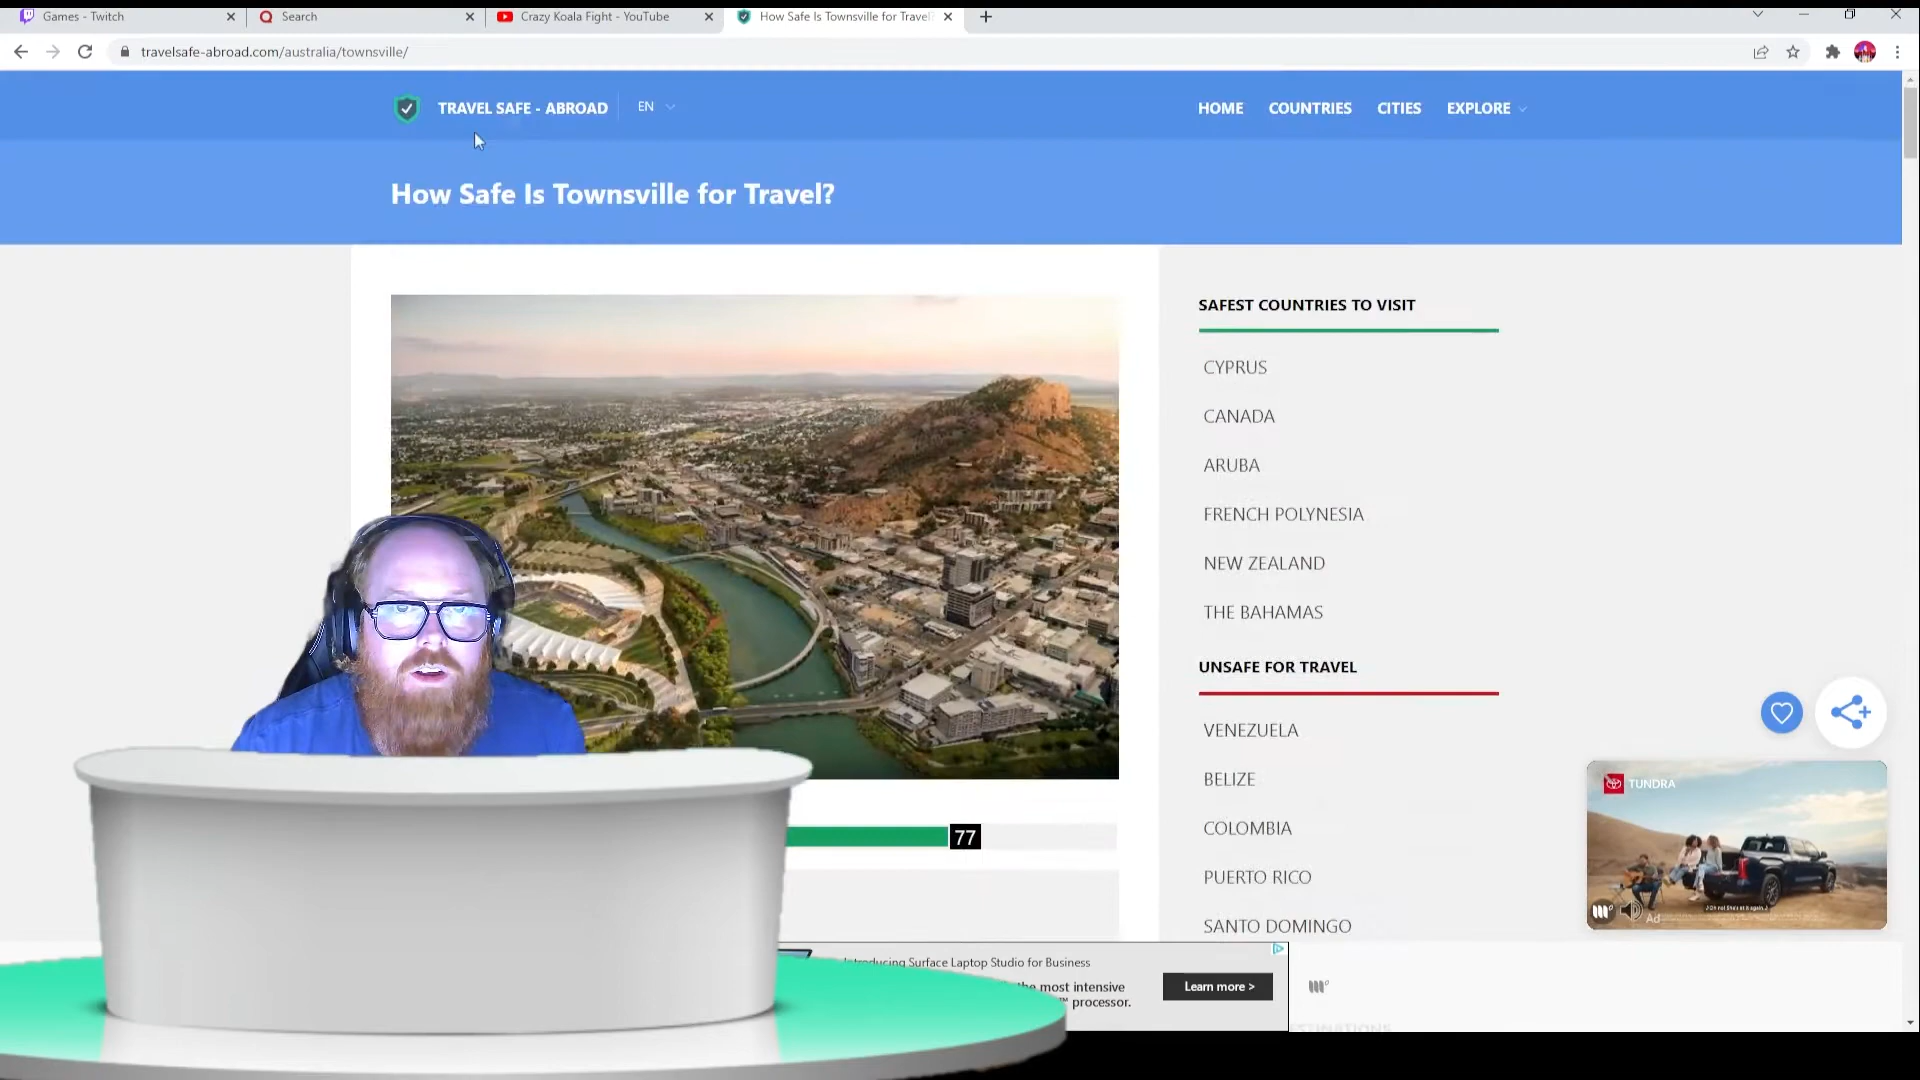 Games - Twitch
Search
Crazy Koala Fight - YouTube
How Safe Is Townsville for Travel?
travelsafe-abroad.com/australia/townsville/
TRAVEL SAFE - ABROAD
EN
HOME
COUNTRIES
CITIES
EXPLORE
How Safe Is Townsville for Travel?
SAFEST COUNTRIES TO VISIT
CYPRUS
CANADA
ARUBA
FRENCH POLYNESIA
NEW ZEALAND
THE BAHAMAS
UNSAFE FOR TRAVEL
VENEZUELA
BELIZE
COLOMBIA
PUERTO RICO
SANTO DOMINGO
77
TUNDRA
Ad
Introducing Surface Laptop Studio for Business
the most intensive
processor.
Learn more >